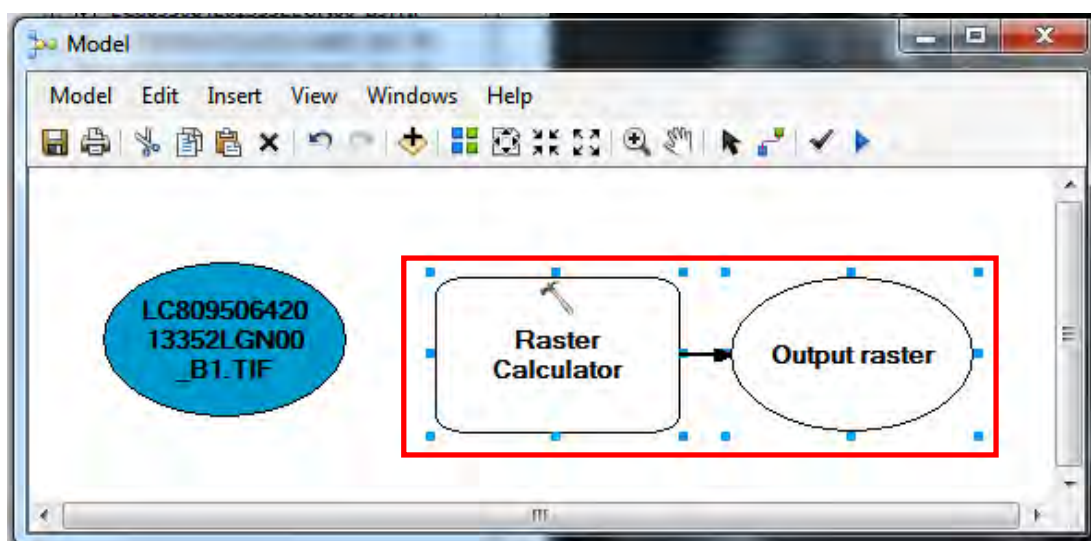 Model
Model Edit Insert View Windows Help
LC809506420
13352LGN00
_B1.TIF
Raster
Calculator
Output raster